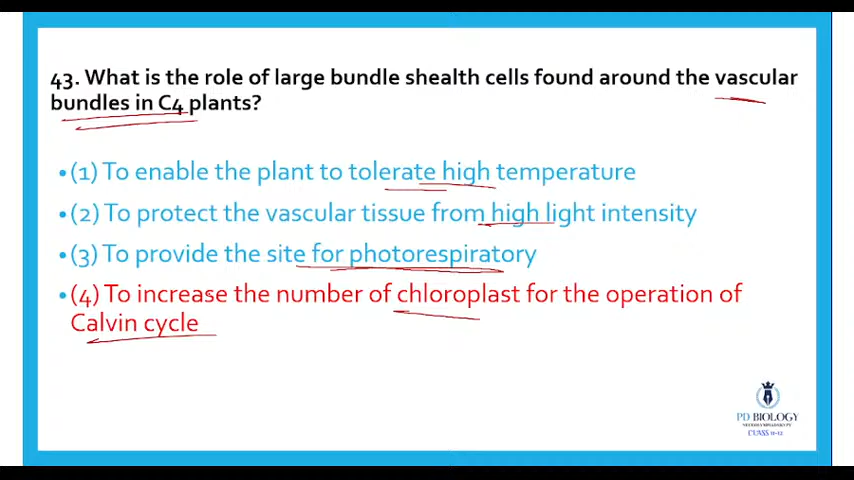 43. What is the role of large bundle shealth cells found around the vascular
bundles in C4 plants?
•(1) To enable the plant to tolerate high temperature
•(2) To protect the vascular tissue from high light intensity
•(3) To provide the site for photorespiratory
•(4) To increase the number of chloroplast for the operation of
Calvin cycle
PD BIOLOGY
CLASS 11-12